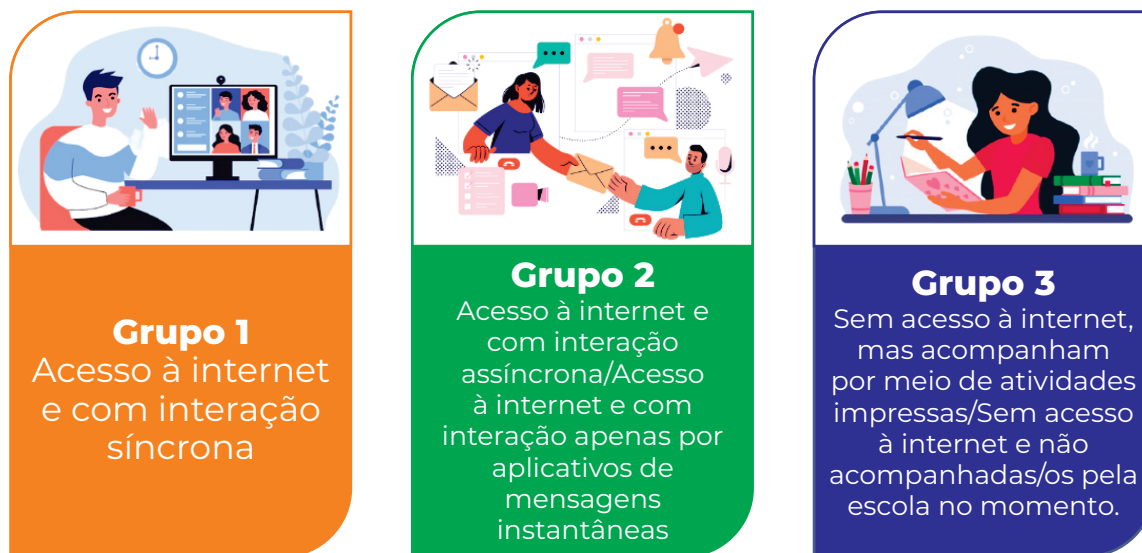 Grupo 1
Acesso à internet
e com interação
síncrona
Grupo 2
Acesso à internet e
com interação
assíncrona/Acesso
à internet e com
interação apenas por
aplicativos de
mensagens
instantâneas
Grupo 3
Sem acesso à internet,
mas acompanham
por meio de atividades
impressas/Sem acesso
à internet e não
acompanhadas/os pela
escola no momento.